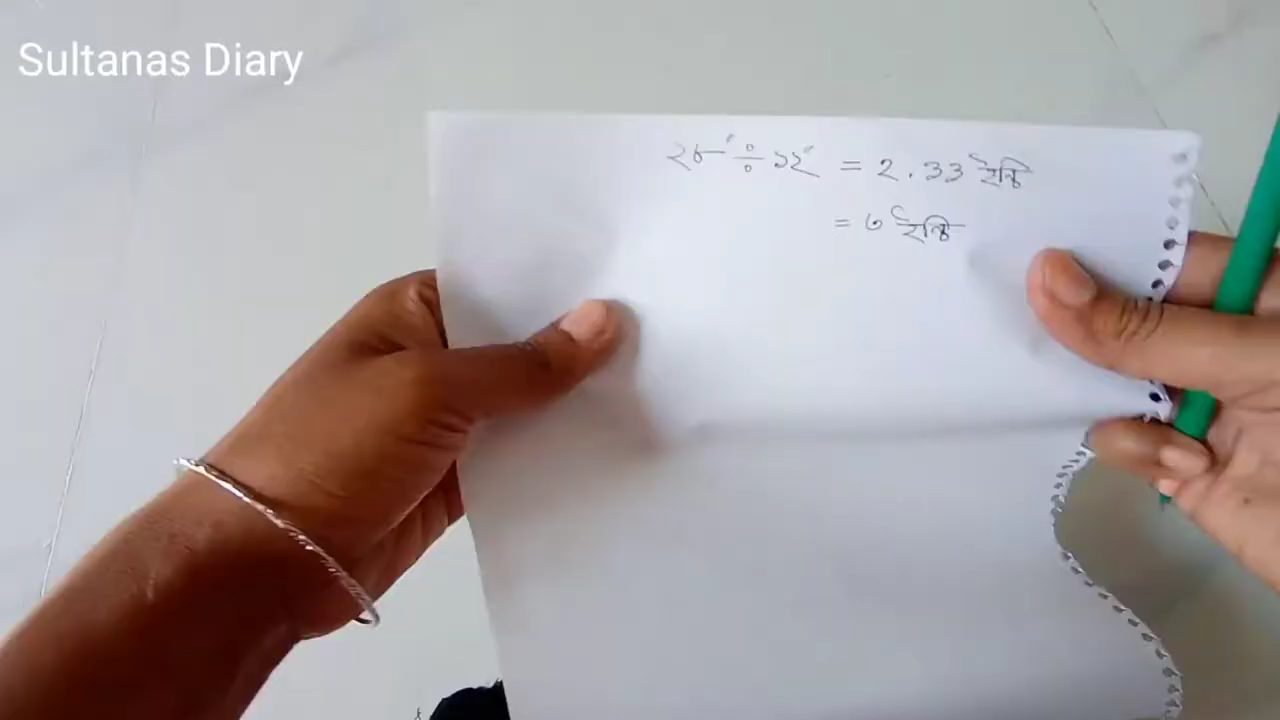 Sultanas Diary
২৮" ÷ ১২" = 2.33 ইঞ্চি
= ৩ ইঞ্চি